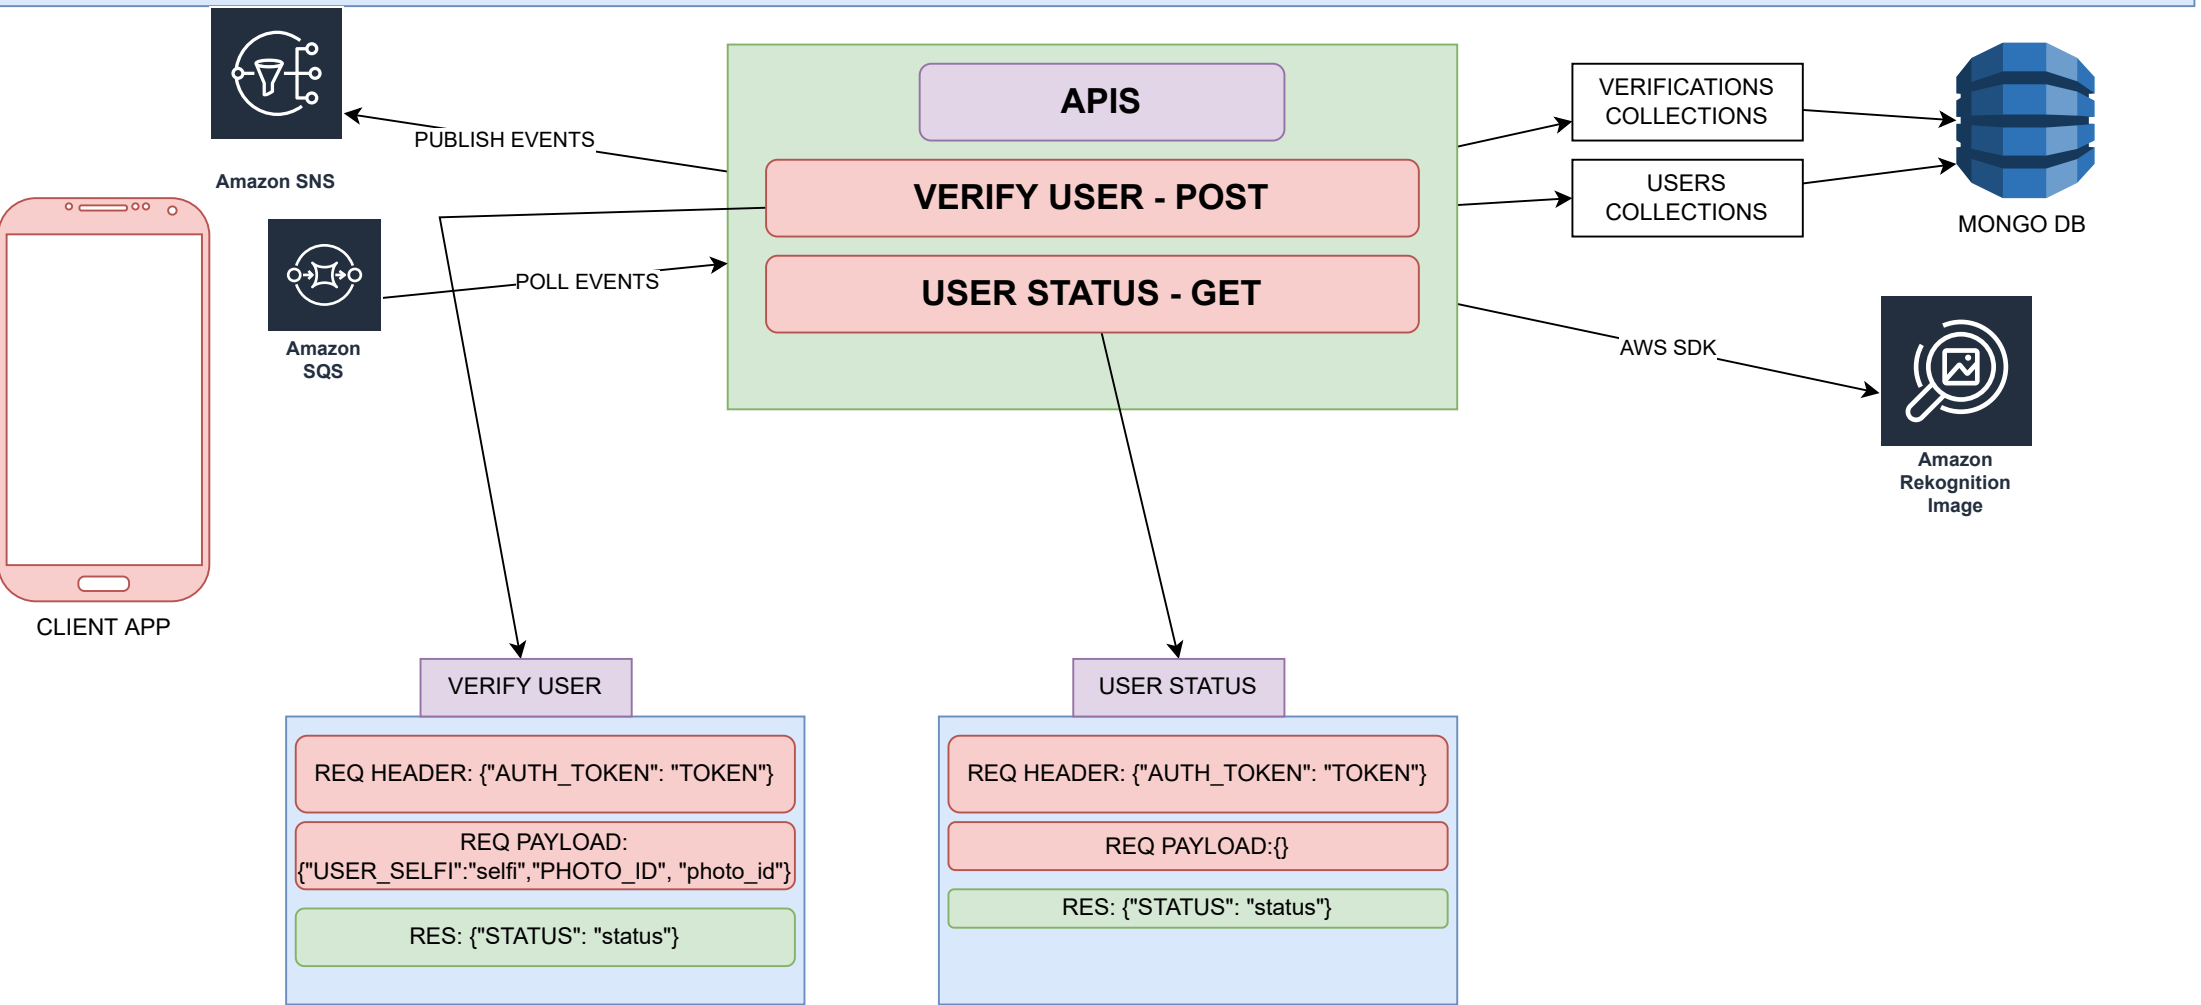 APIS
VERIFICATIONS
COLLECTIONS
PUBLISH EVENTS
Amazon SNS
VERIFY USER - POST
USERS
COLLECTIONS
MONGO DB
POLL EVENTS
USER STATUS - GET
Amazon
SQS
AWS SDK
Amazon
Rekognition
Image
CLIENT APP
VERIFY USER
REQ HEADER: {"AUTH_TOKEN": "TOKEN"}
REQ PAYLOAD:
{"USER_SELFI":"selfi","PHOTO_ID", "photo_id"}
RES: {"STATUS": "status"}
USER STATUS
REQ HEADER: {"AUTH_TOKEN": "TOKEN"}
REQ PAYLOAD:{}
RES: {"STATUS": "status"}